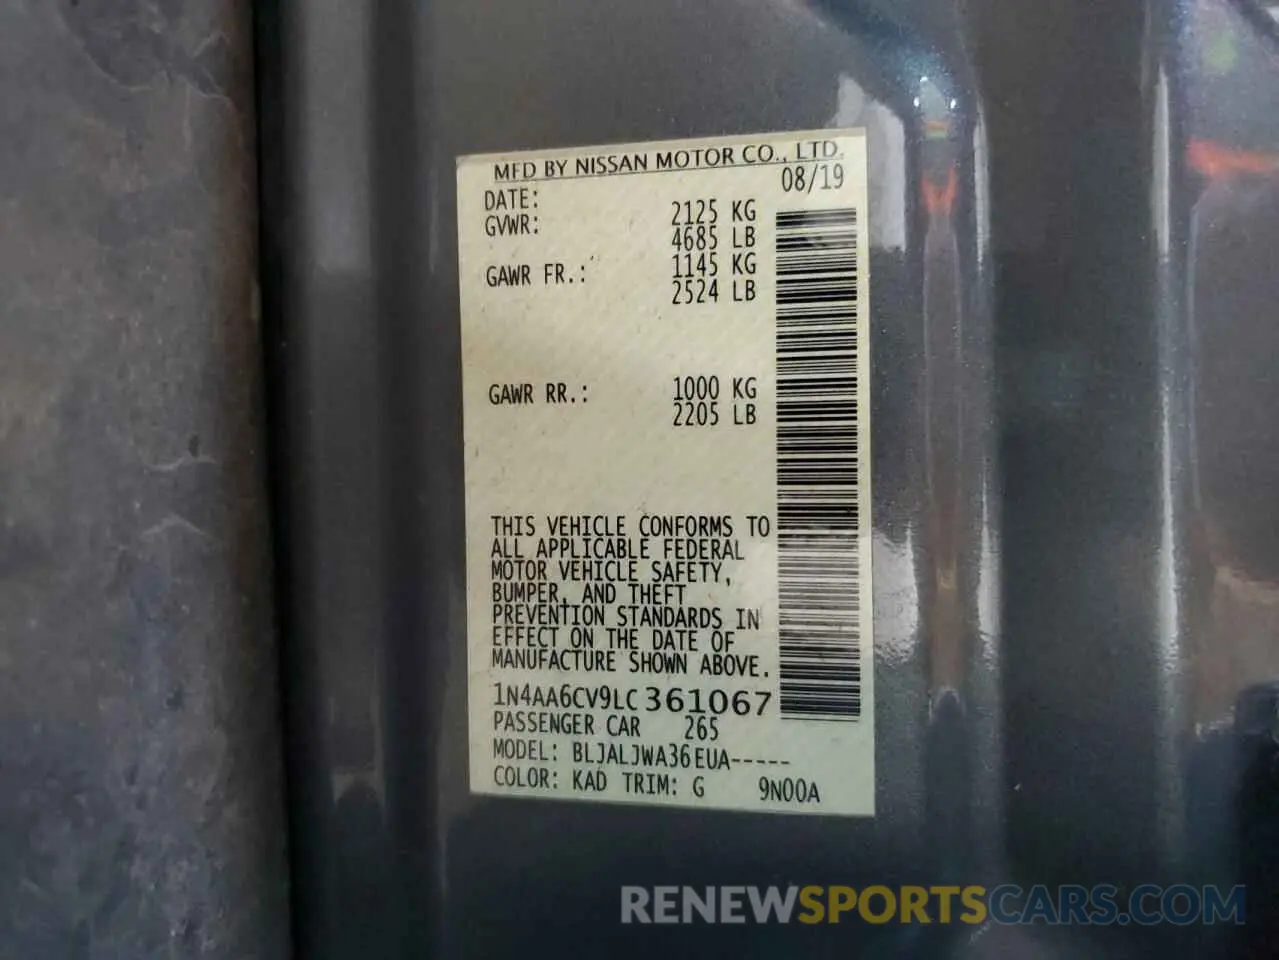 MFD BY NISSAN MOTOR CO., LTD.
DATE: 08/19
GVWR: 2125 KG
4685 LB
GAWR FR.: 1145 KG
2524 LB
GAWR RR.: 1000 KG
2205 LB
THIS VEHICLE CONFORMS TO
ALL APPLICABLE FEDERAL
MOTOR VEHICLE SAFETY,
BUMPER, AND THEFT
PREVENTION STANDARDS IN
EFFECT ON THE DATE OF
MANUFACTURE SHOWN ABOVE.
1N4AA6CV9LC361067
PASSENGER CAR 265
MODEL: BLJALJWA36EUA-----
COLOR: KAD TRIM: G 9N00A
RENEWSPORTSCARS.COM